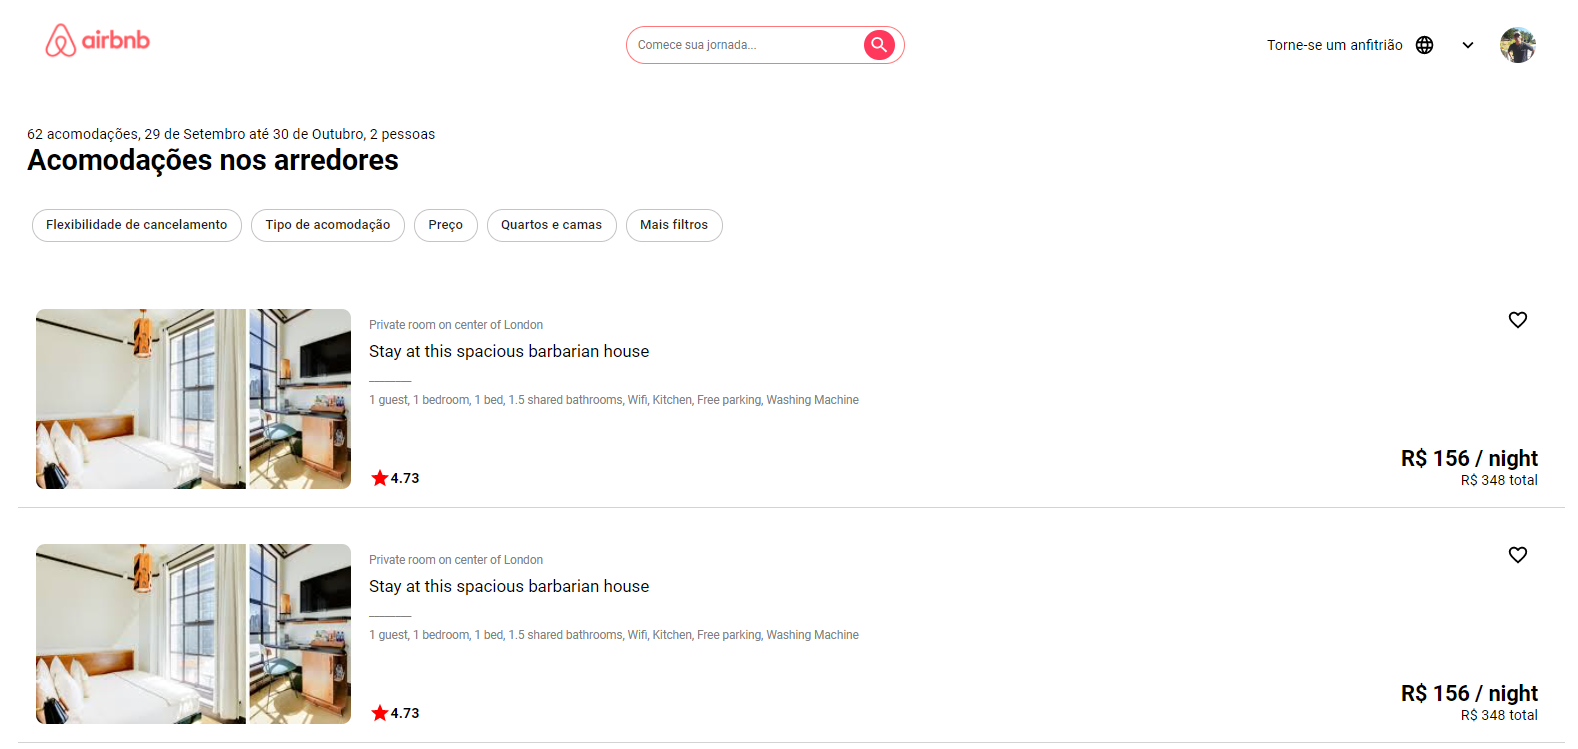 airbnb
Comece sua jornada...
Torne-se um anfitrião
62 acomodações, 29 de Setembro até 30 de Outubro, 2 pessoas
Acomodações nos arredores
Flexibilidade de cancelamento
Tipo de acomodação
Preço
Quartos e camas
Mais filtros
Private room on center of London
Stay at this spacious barbarian house
1 guest, 1 bedroom, 1 bed, 1.5 shared bathrooms, Wifi, Kitchen, Free parking, Washing Machine
4.73
R$ 156 / night
R$ 348 total
Private room on center of London
Stay at this spacious barbarian house
1 guest, 1 bedroom, 1 bed, 1.5 shared bathrooms, Wifi, Kitchen, Free parking, Washing Machine
4.73
R$ 156 / night
R$ 348 total